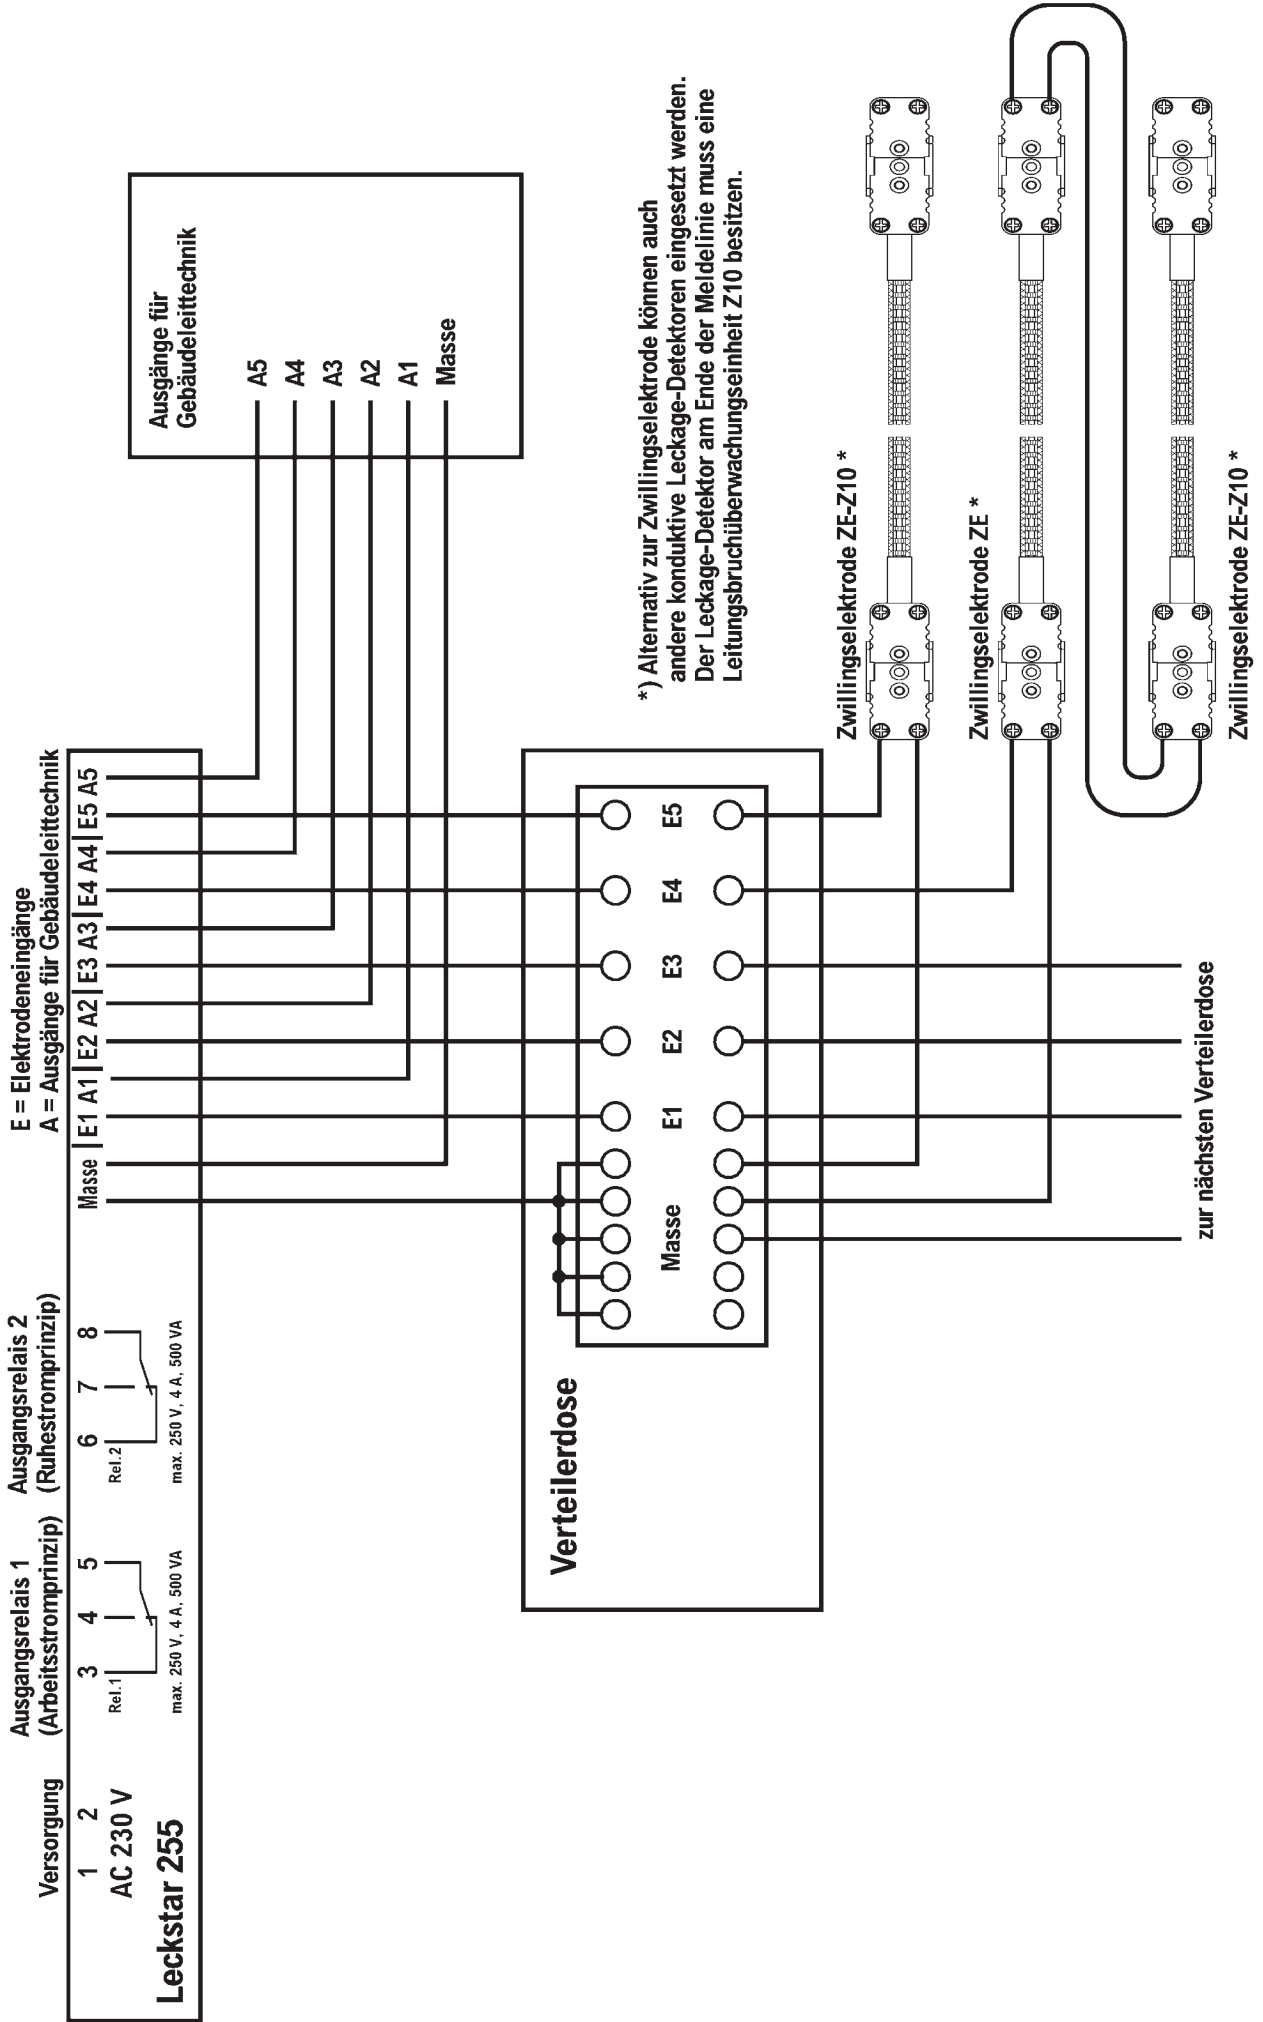 Versorgung
Ausgangsrelais 1
(Arbeitsstromprinzip)
Ausgangsrelais 2
(Ruhestromprinzip)
E = Elektrodeneingänge
A = Ausgänge für Gebäudeleittechnik
1 2
3 4 5
6 7 8
Masse | E1 A1 | E2 A2 | E3 A3 | E4 A4 | E5 A5
AC 230 V
Rel.1
Rel.2
Leckstar 255
max. 250 V, 4 A, 500 VA
max. 250 V, 4 A, 500 VA
Ausgänge für
Gebäudeleittechnik
A5
A4
A3
A2
A1
Masse
Verteilerdose
Masse E1 E2 E3 E4 E5
*) Alternativ zur Zwillingselektrode können auch
andere konduktive Leckage-Detektoren eingesetzt werden.
Der Leckage-Detektor am Ende der Meldelinie muss eine
Leitungsbruchüberwachungseinheit Z10 besitzen.
Zwillingselektrode ZE-Z10 *
Zwillingselektrode ZE *
Zwillingselektrode ZE-Z10 *
zur nächsten Verteilerdose